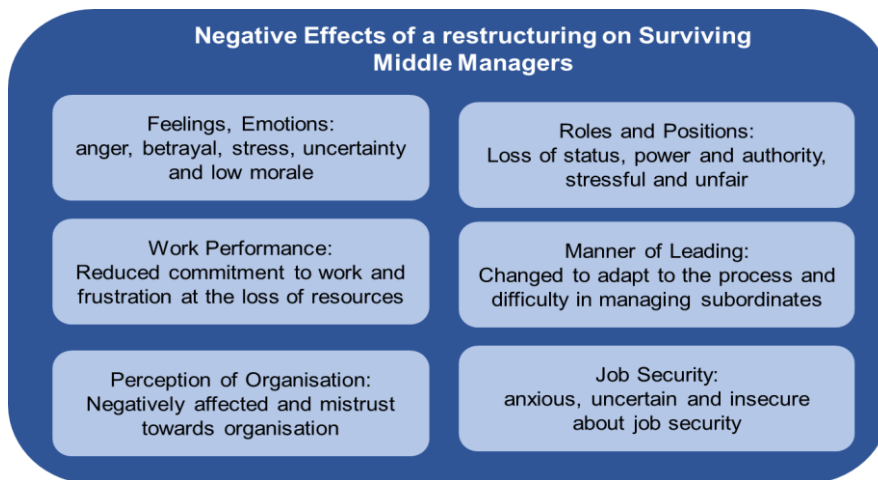 Negative Effects of a restructuring on Surviving
Middle Managers
Feelings, Emotions:
anger, betrayal, stress, uncertainty
and low morale
Roles and Positions:
Loss of status, power and authority,
stressful and unfair
Work Performance:
Reduced commitment to work and
frustration at the loss of resources
Manner of Leading:
Changed to adapt to the process and
difficulty in managing subordinates
Perception of Organisation:
Negatively affected and mistrust
towards organisation
Job Security:
anxious, uncertain and insecure
about job security